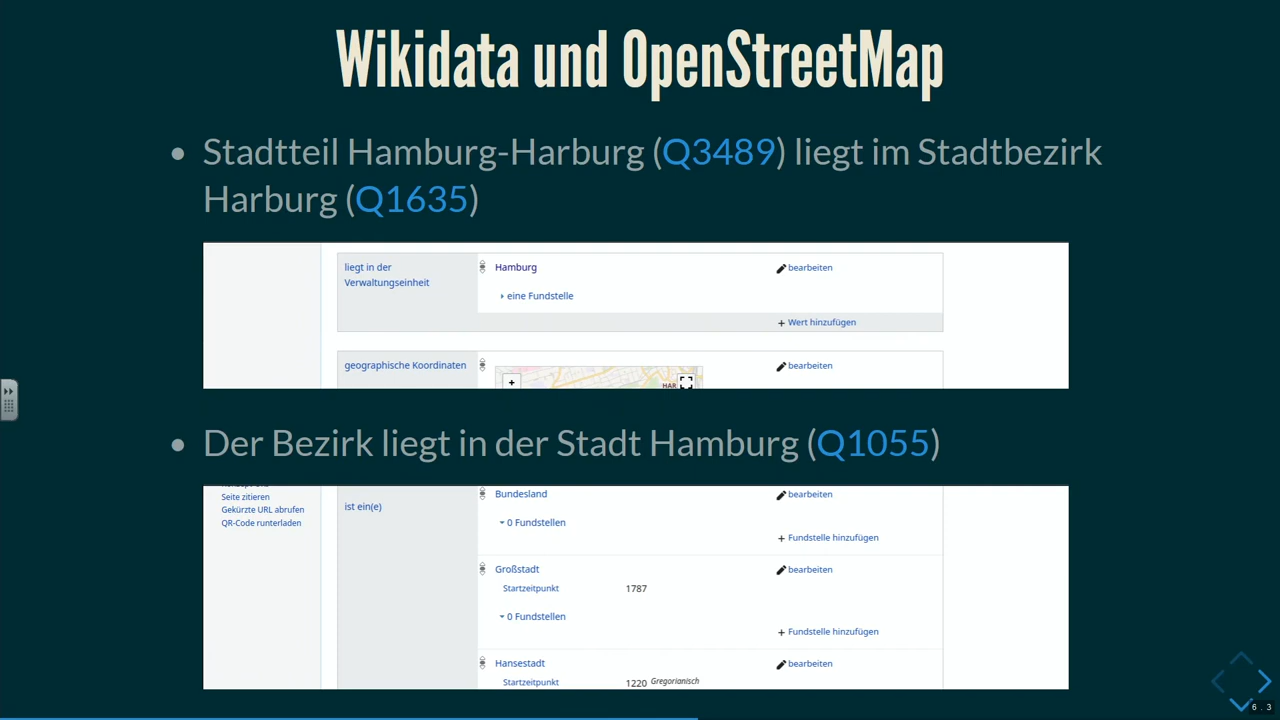 Wikidata und OpenStreetMap
Stadtteil Hamburg-Harburg (Q3489) liegt im Stadtbezirk
Harburg (Q1635)
liegt in der
Verwaltungseinheit
Hamburg
bearbeiten
eine Fundstelle
+ Wert hinzufügen
geographische Koordinaten
bearbeiten
+
HAR
Der Bezirk liegt in der Stadt Hamburg (Q1055)
Seite zitieren
Gekürzte URL abrufen
QR-Code runterladen
ist ein(e)
Bundesland
bearbeiten
0 Fundstellen
+ Fundstelle hinzufügen
Großstadt
bearbeiten
Startzeitpunkt 1787
0 Fundstellen
+ Fundstelle hinzufügen
Hansestadt
bearbeiten
Startzeitpunkt 1220 Gregorianisch
6.3